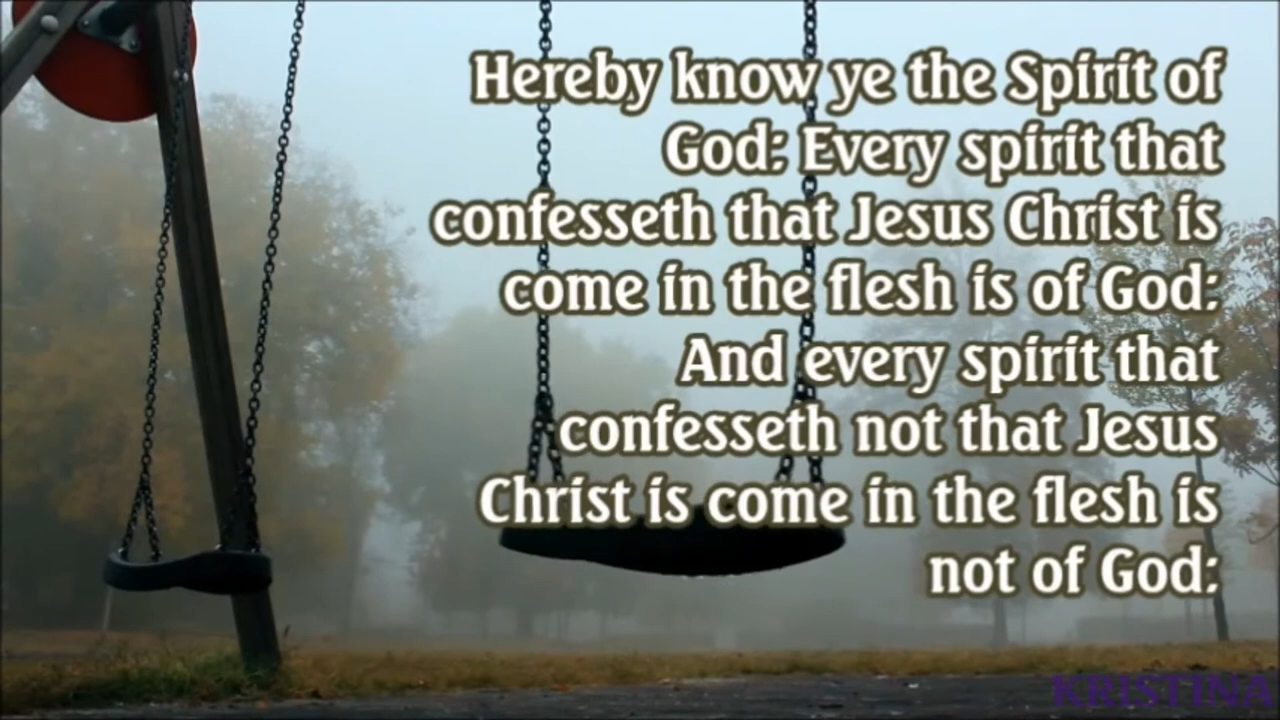 Hereby know ye the Spirit of
God: Every spirit that
confesseth that Jesus Christ is
come in the flesh is of God:
And every spirit that
confesseth not that Jesus
Christ is come in the flesh is
not of God:
KRISTINA